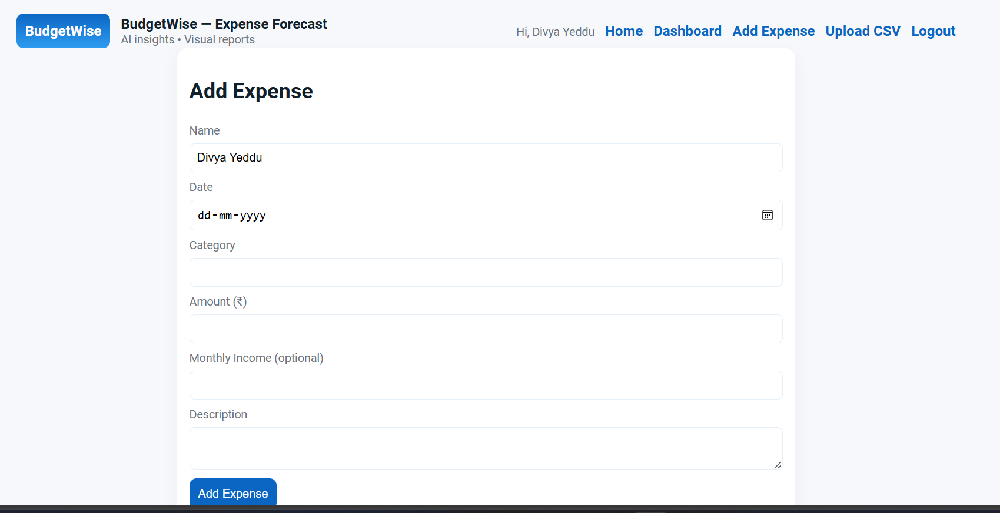 BudgetWise
BudgetWise — Expense Forecast
AI insights • Visual reports
Hi, Divya Yeddu Home Dashboard Add Expense Upload CSV Logout
Add Expense
Name
Divya Yeddu
Date
dd-mm-yyyy
Category
Amount (₹)
Monthly Income (optional)
Description
Add Expense